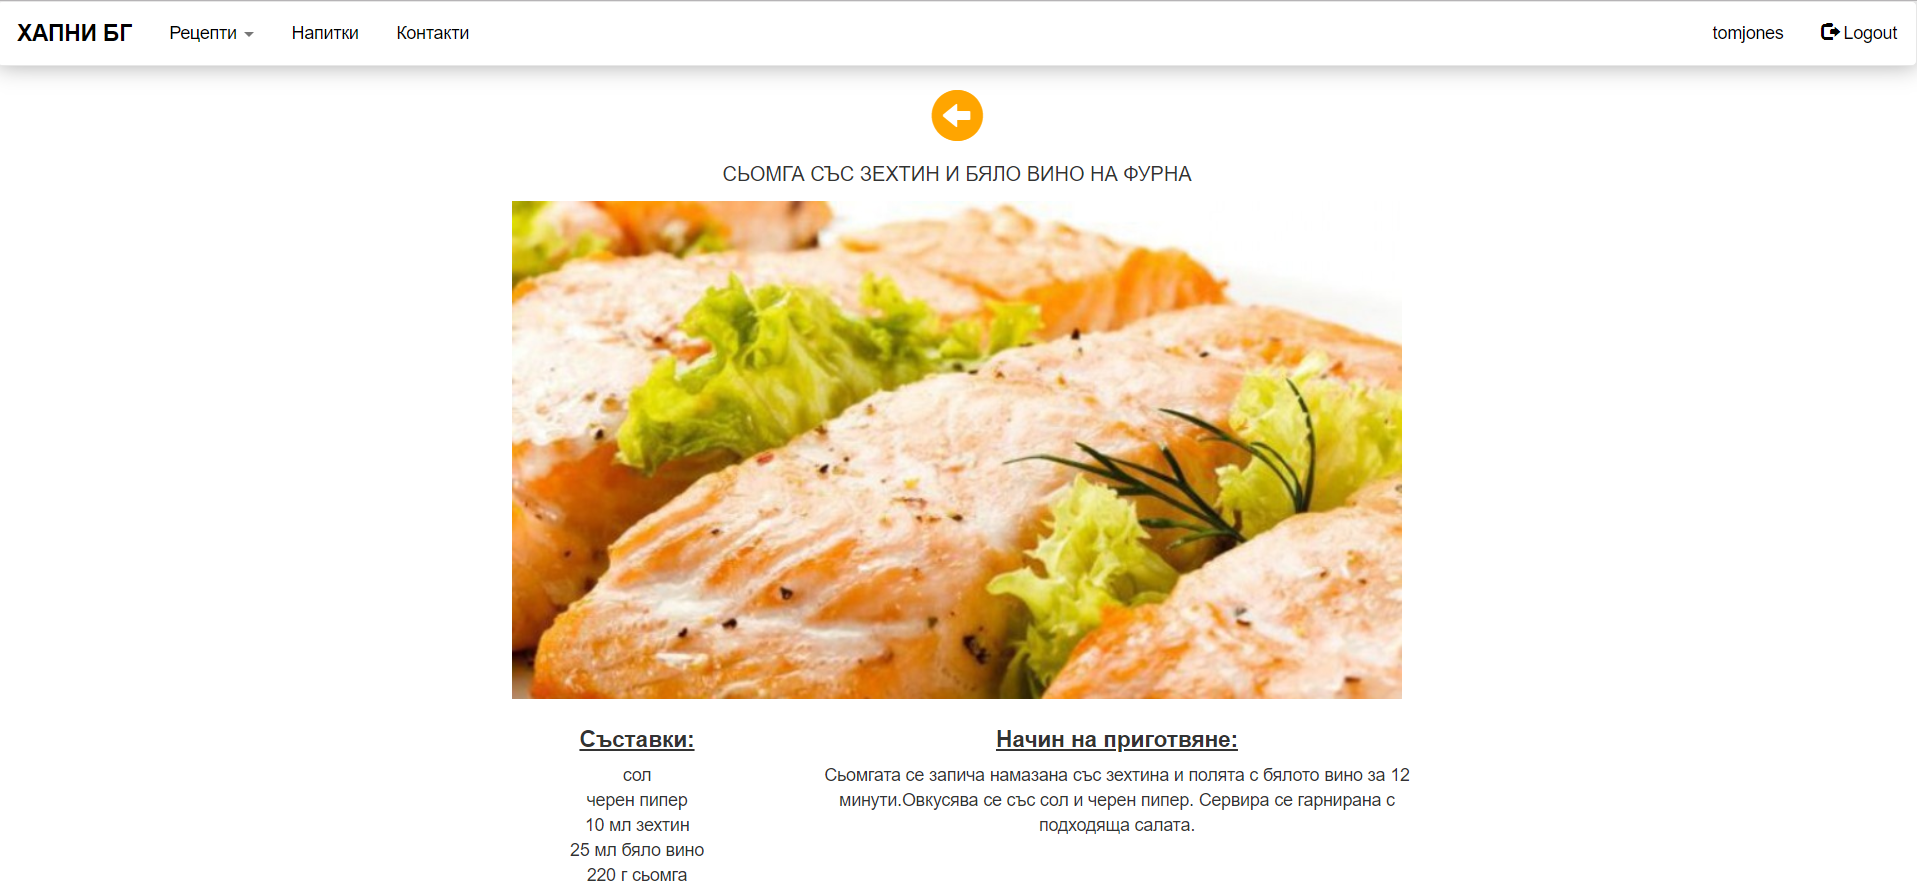 ХАПНИ БГ Рецепти Напитки Контакти tomjones Logout
СЬОМГА СЪС ЗЕХТИН И БЯЛО ВИНО НА ФУРНА
Съставки:
сол
черен пипер
10 мл зехтин
25 мл бяло вино
220 г сьомга
Начин на приготвяне:
Сьомгата се запича намазана със зехтина и полята с бялото вино за 12
минути.Овкусява се със сол и черен пипер. Сервира се гарнирана с
подходяща салата.